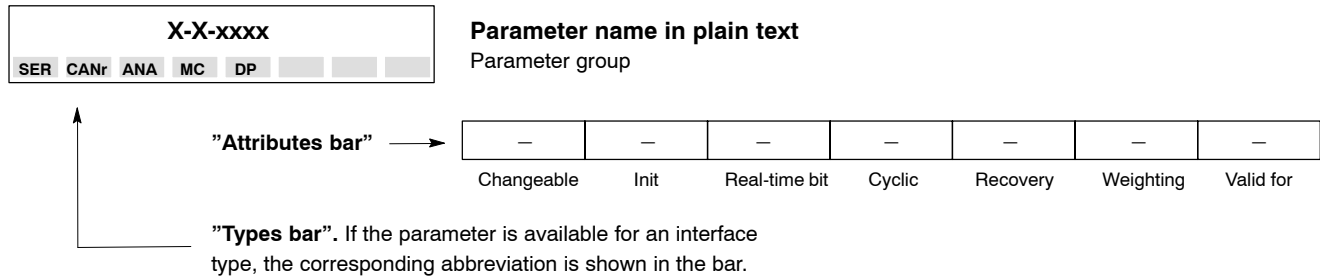 X-X-xxxx
SER CANr ANA MC DP
Parameter name in plain text
Parameter group
”Attributes bar”
– – – – – – –
Changeable Init Real-time bit Cyclic Recovery Weighting Valid for
”Types bar”. If the parameter is available for an interface
type, the corresponding abbreviation is shown in the bar.